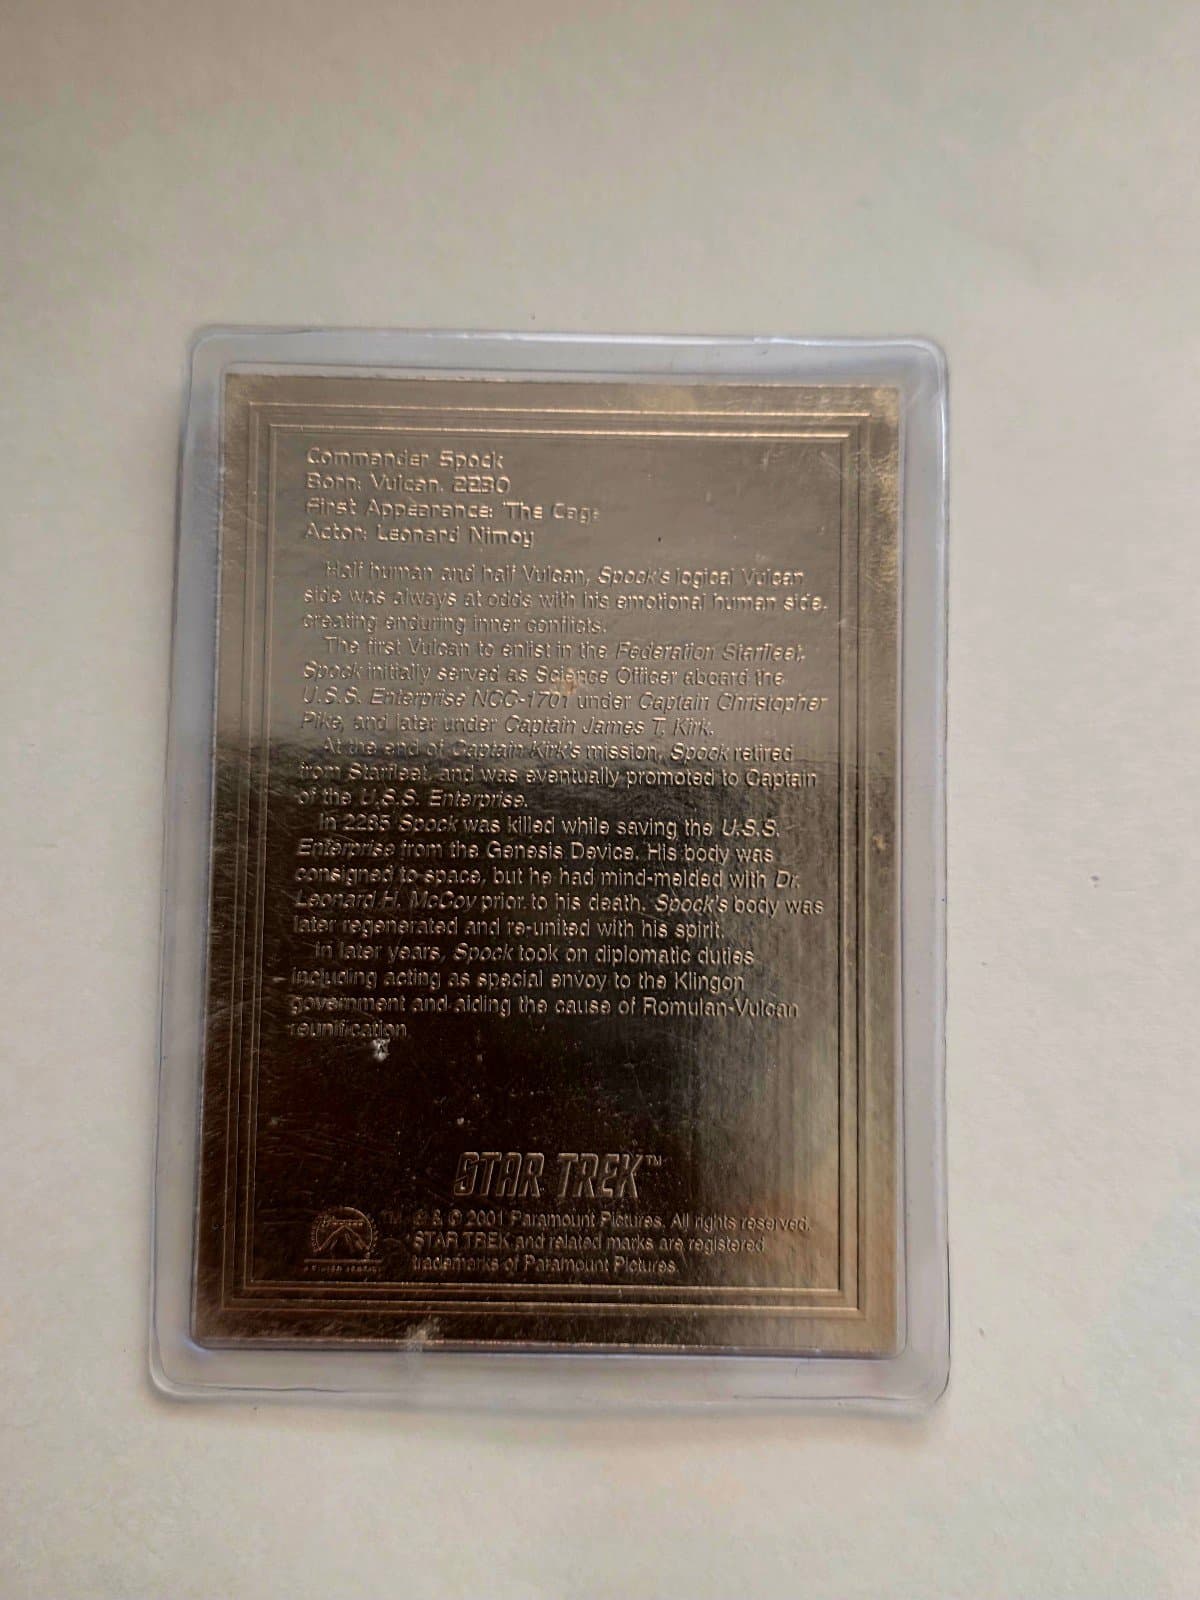 Commander Spock
Born: Vulcan, 2230
First Appearance: 'The Cage
Actor: Leonard Nimoy
Half human and half Vulcan, Spock's logical Vulcan
side was always at odds with his emotional human side,
creating enduring inner conflicts.
The first Vulcan to enlist in the Federation Starfleet,
Spock initially served as Science Officer aboard the
U.S.S. Enterprise NCC-1701 under Captain Christopher
Pike, and later under Captain James T. Kirk.
At the end of Captain Kirk's mission, Spock retired
from Starfleet, and was eventually promoted to Captain
of the U.S.S. Enterprise.
In 2285 Spock was killed while saving the U.S.S.
Enterprise from the Genesis Device. His body was
consigned to space, but he had mind-melded with Dr.
Leonard H. McCoy prior to his death. Spock's body was
later regenerated and re-united with his spirit.
In later years, Spock took on diplomatic duties
including acting as special envoy to the Klingon
government and aiding the cause of Romulan-Vulcan
reunification
STAR TREK™
Paramount
TM, ® & © 2001 Paramount Pictures. All rights reserved.
STAR TREK and related marks are registered
trademarks of Paramount Pictures.